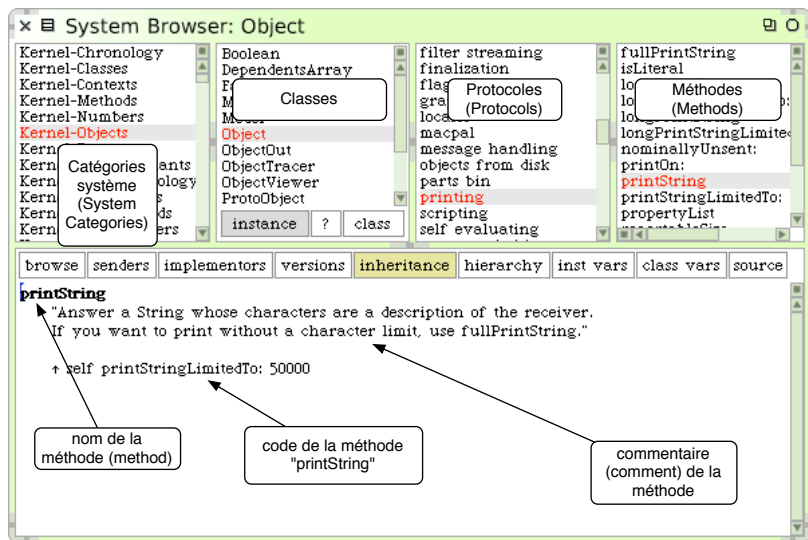 System Browser: Object
Kernel-Chronology
Kernel-Classes
Kernel-Contexts
Kernel-Methods
Kernel-Numbers
Kernel-Objects
Catégories
système
(System
Categories)
Boolean
DependentsArray
Classes
Object
ObjectOut
ObjectTracer
ObjectViewer
ProtoObject
instance ? class
filter streaming
finalization
Protocoles
(Protocols)
macpal
message handling
objects from disk
parts bin
printing
scripting
self evaluating
fullPrintString
isLiteral
Méthodes
(Methods)
longPrintStringLimited
nominallyUnsent:
printOn:
printString
printStringLimitedTo:
propertyList
browse senders implementors versions inheritance hierarchy inst vars class vars source
printString
"Answer a String whose characters are a description of the receiver.
If you want to print without a character limit, use fullPrintString."
↑ self printStringLimitedTo: 50000
nom de la
méthode (method)
code de la méthode
"printString"
commentaire
(comment) de la
méthode